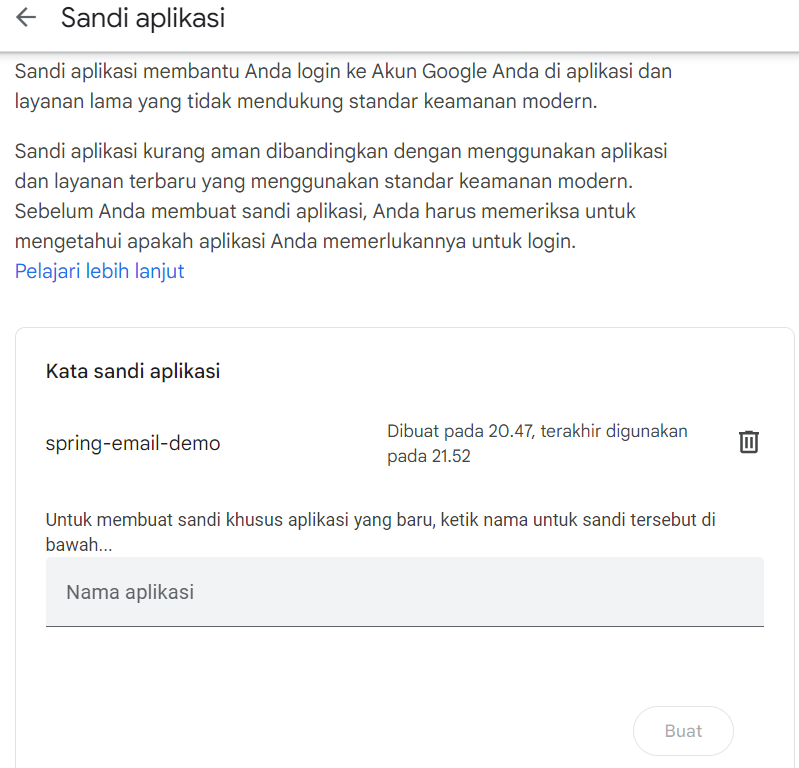 Sandi aplikasi
Sandi aplikasi membantu Anda login ke Akun Google Anda di aplikasi dan
layanan lama yang tidak mendukung standar keamanan modern.
Sandi aplikasi kurang aman dibandingkan dengan menggunakan aplikasi
dan layanan terbaru yang menggunakan standar keamanan modern.
Sebelum Anda membuat sandi aplikasi, Anda harus memeriksa untuk
mengetahui apakah aplikasi Anda memerlukannya untuk login.
Pelajari lebih lanjut
Kata sandi aplikasi
spring-email-demo
Dibuat pada 20.47, terakhir digunakan
pada 21.52
Untuk membuat sandi khusus aplikasi yang baru, ketik nama untuk sandi tersebut di
bawah...
Nama aplikasi
Buat